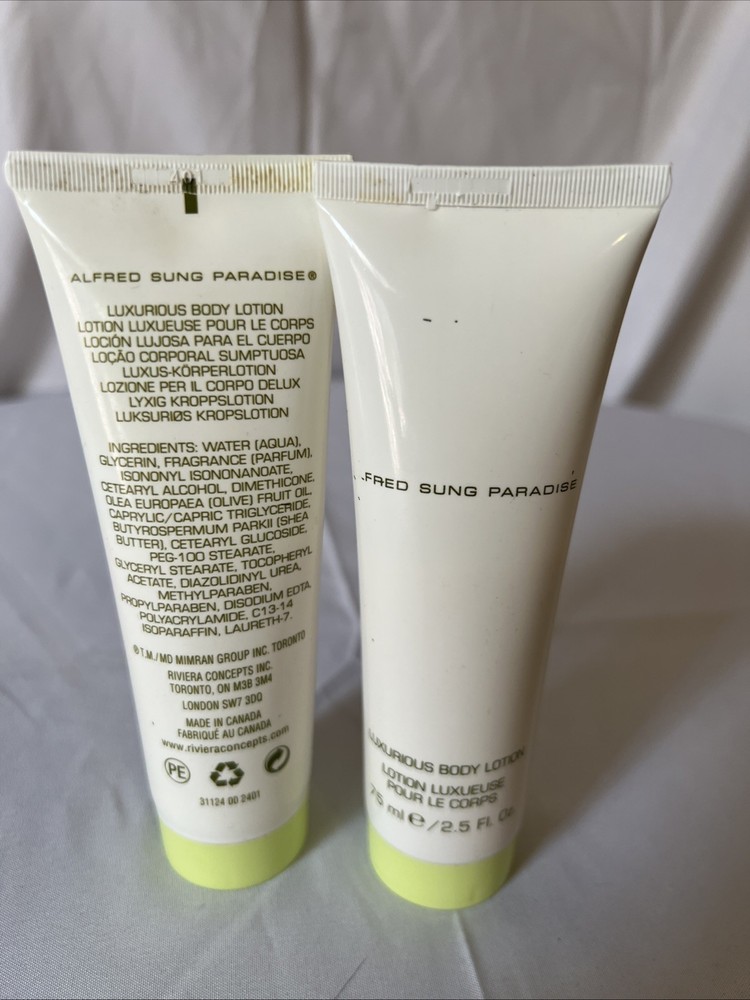 ALFRED SUNG PARADISE®
LUXURIOUS BODY LOTION
LOTION LUXUEUSE POUR LE CORPS
LOCIÓN LUJOSA PARA EL CUERPO
LOÇÃO CORPORAL SUMPTUOSA
LUXUS-KÖRPERLOTION
LOZIONE PER IL CORPO DELUX
LYXIG KROPPSLOTION
LUKSURIØS KROPSLOTION
INGREDIENTS: WATER (AQUA),
GLYCERIN, FRAGRANCE (PARFUM),
ISONONYL ISONONANOATE,
CETEARYL ALCOHOL, DIMETHICONE,
OLEA EUROPAEA (OLIVE) FRUIT OIL,
CAPRYLIC/CAPRIC TRIGLYCERIDE,
BUTYROSPERMUM PARKII (SHEA
BUTTER), CETEARYL GLUCOSIDE,
PEG-100 STEARATE,
GLYCERYL STEARATE, TOCOPHERYL
ACETATE, DIAZOLIDINYL UREA,
METHYLPARABEN,
PROPYLPARABEN, DISODIUM EDTA,
POLYACRYLAMIDE, C13-14
ISOPARAFFIN, LAURETH-7.
® T.M./MD MIMRAN GROUP INC. TORONTO
RIVIERA CONCEPTS INC.
TORONTO, ON M3B 3M4
LONDON SW7 3DQ
MADE IN CANADA
FABRIQUÉ AU CANADA
www.rivieraconcepts.com
PE
31124 00 2401
FRED SUNG PARADISE
LUXURIOUS BODY LOTION
LOTION LUXUEUSE
POUR LE CORPS
75 ml e/2.5 Fl. Oz.